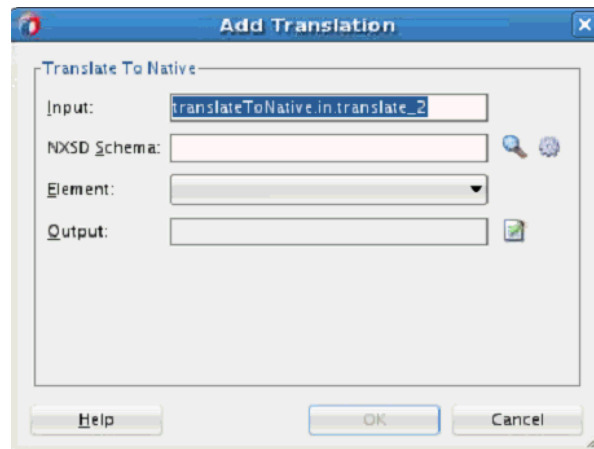 Add Translation
Translate To Native
Input: translateToNative.in.translate_2
NXSD Schema:
Element:
Output:
Help OK Cancel